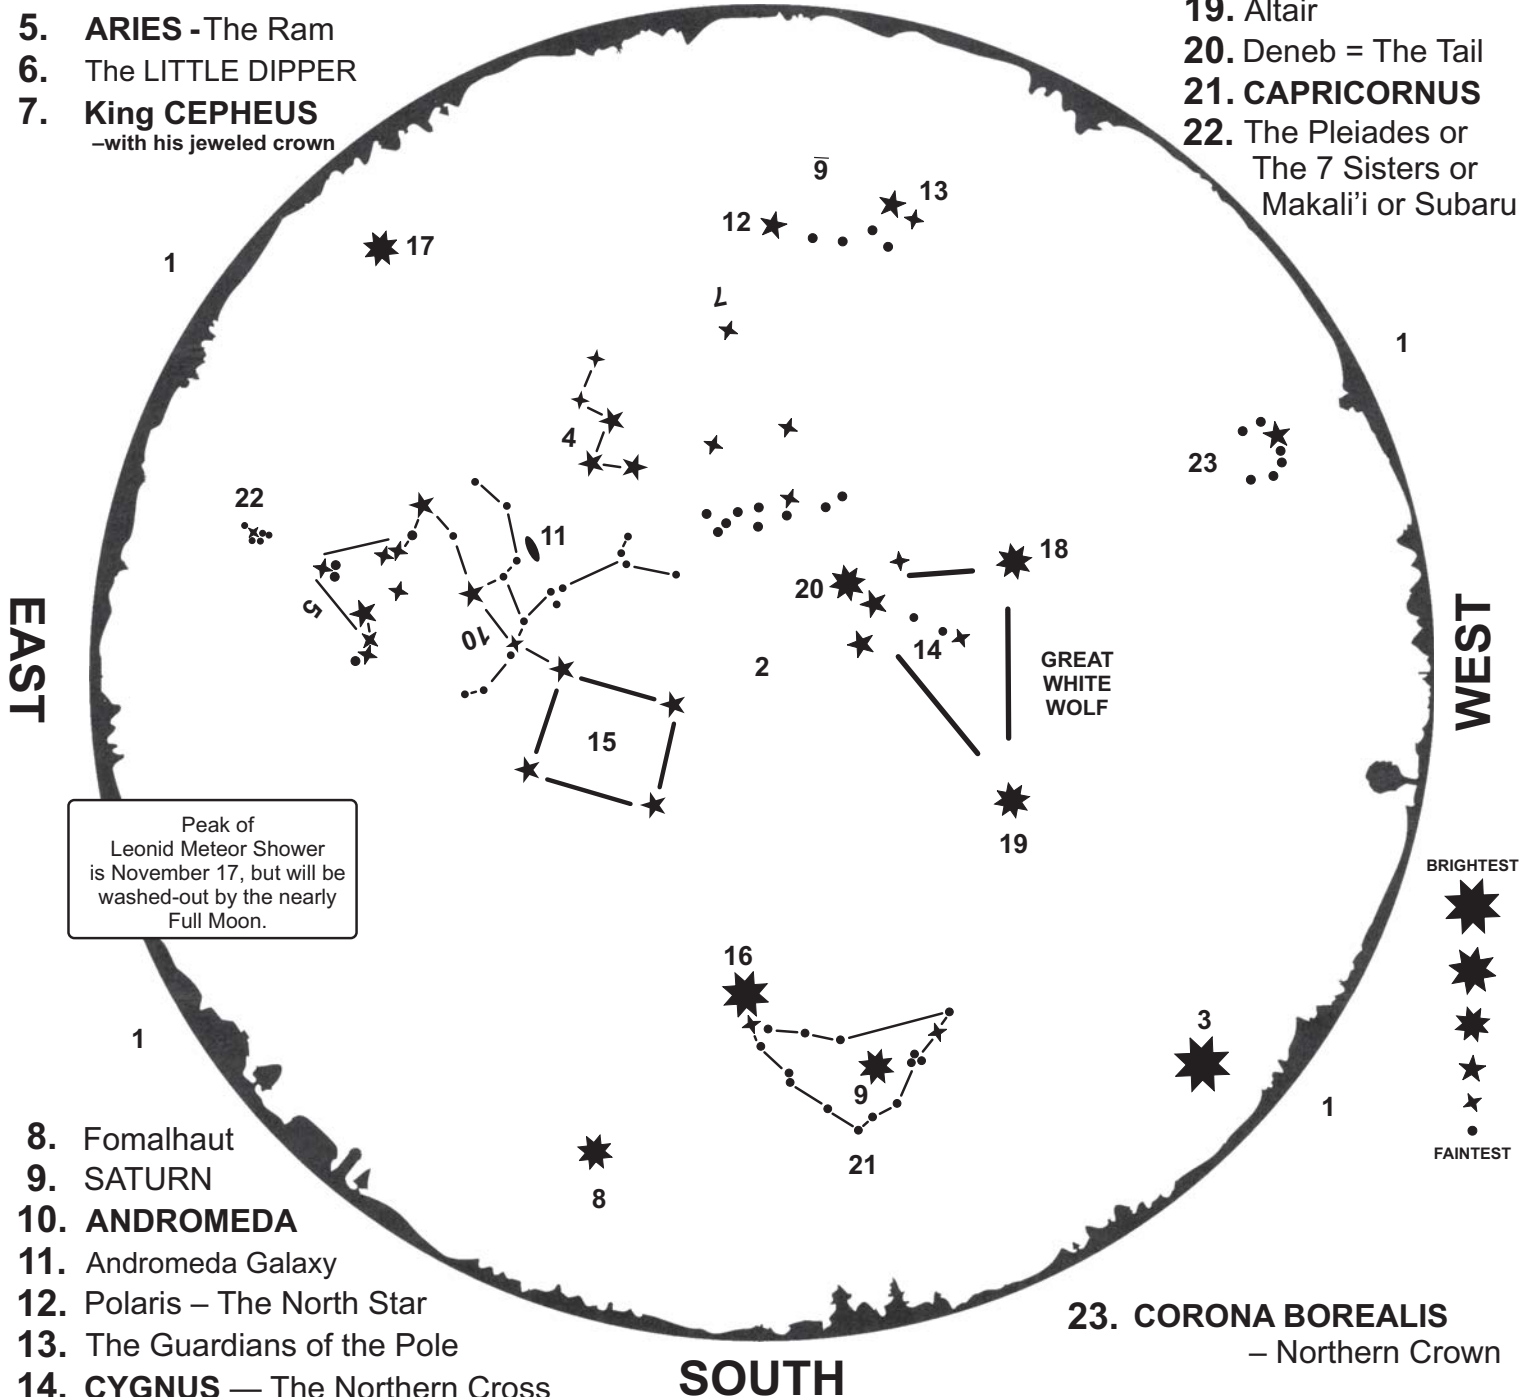 5. ARIES - The Ram
6. The LITTLE DIPPER
7. King CEPHEUS
–with his jeweled crown
19. Altair
20. Deneb = The Tail
21. CAPRICORNUS
22. The Pleiades or
The 7 Sisters or
Makali’i or Subaru
6
13
12
17
1
7
1
4
23
22
11
18
20
5
10
14
2
GREAT
WHITE
WOLF
EAST
WEST
15
19
Peak of
Leonid Meteor Shower
is November 17, but will be
washed-out by the nearly
Full Moon.
BRIGHTEST
FAINTEST
16
3
1
9
1
21
8
8. Fomalhaut
9. SATURN
10. ANDROMEDA
11. Andromeda Galaxy
12. Polaris – The North Star
13. The Guardians of the Pole
14. CYGNUS — The Northern Cross
23. CORONA BOREALIS
– Northern Crown
SOUTH